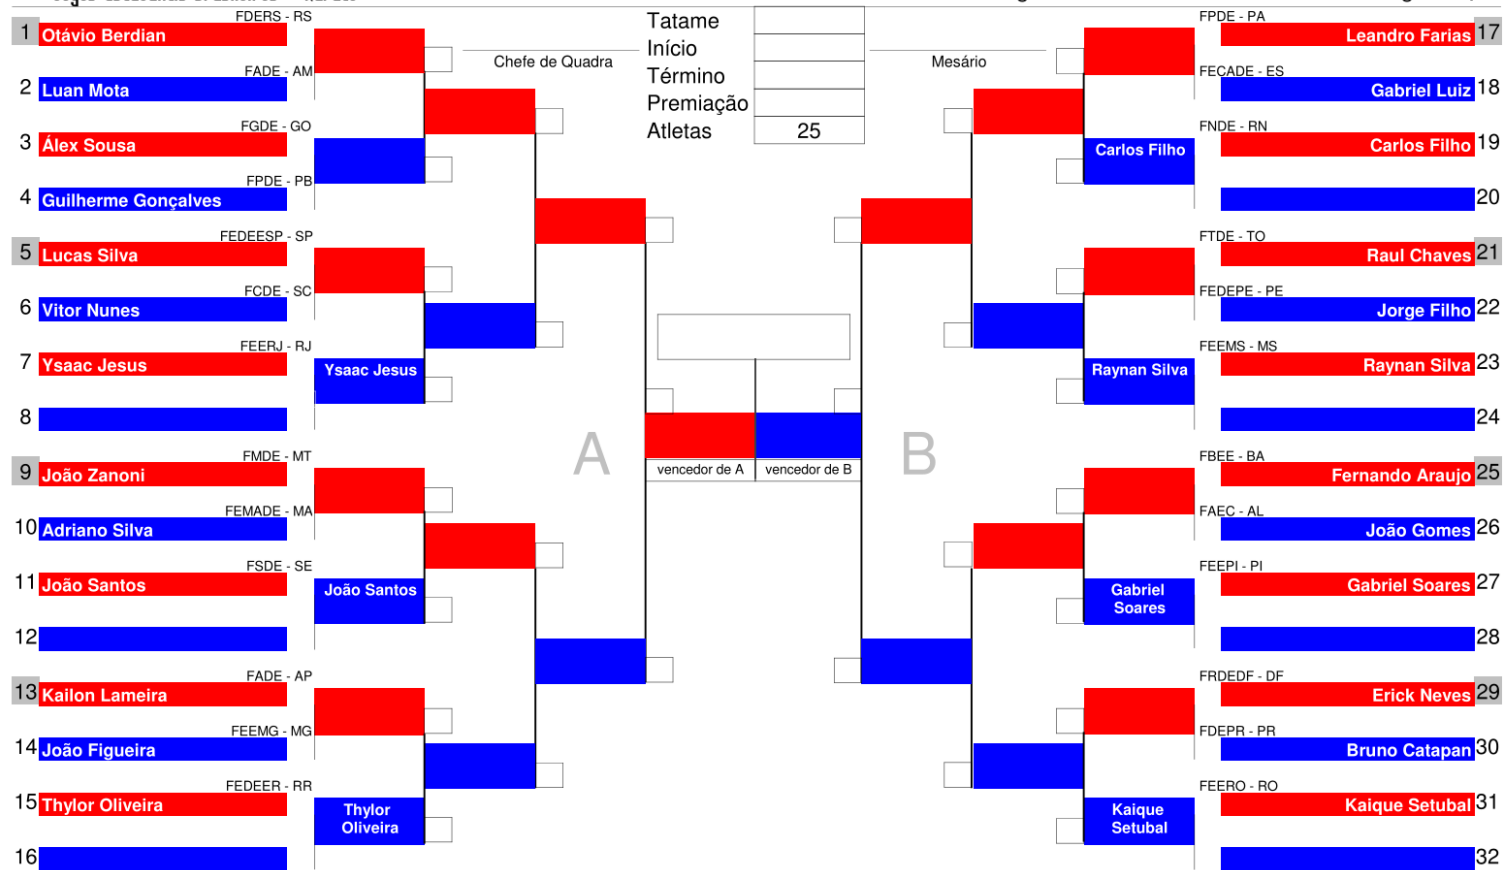 Tatame
Início
Término
Premiação
Atletas 25
Chefe de Quadra
Mesário
FDERS - RS
1 Otávio Berdian
FADE - AM
2 Luan Mota
FGDE - GO
3 Álex Sousa
FPDE - PB
4 Guilherme Gonçalves
FEDEESP - SP
5 Lucas Silva
FCDE - SC
6 Vitor Nunes
FEERJ - RJ
7 Ysaac Jesus
Ysaac Jesus
8
FMDE - MT
9 João Zanoni
FEMADE - MA
10 Adriano Silva
FSDE - SE
11 João Santos
João Santos
12
FADE - AP
13 Kailon Lameira
FEEMG - MG
14 João Figueira
FEDEER - RR
15 Thylor Oliveira
Thylor
Oliveira
16
A
B
vencedor de A
vencedor de B
FPDE - PA
Leandro Farias 17
FECADE - ES
Gabriel Luiz 18
FNDE - RN
Carlos Filho 19
Carlos Filho
20
FTDE - TO
Raul Chaves 21
FEDEPE - PE
Jorge Filho 22
FEEMS - MS
Raynan Silva 23
Raynan Silva
24
FBEE - BA
Fernando Araujo 25
FAEC - AL
João Gomes 26
FEEPI - PI
Gabriel Soares 27
Gabriel
Soares
28
FRDEDF - DF
Erick Neves 29
FDEPR - PR
Bruno Catapan 30
FEERO - RO
Kaique Setubal 31
Kaique
Setubal
32